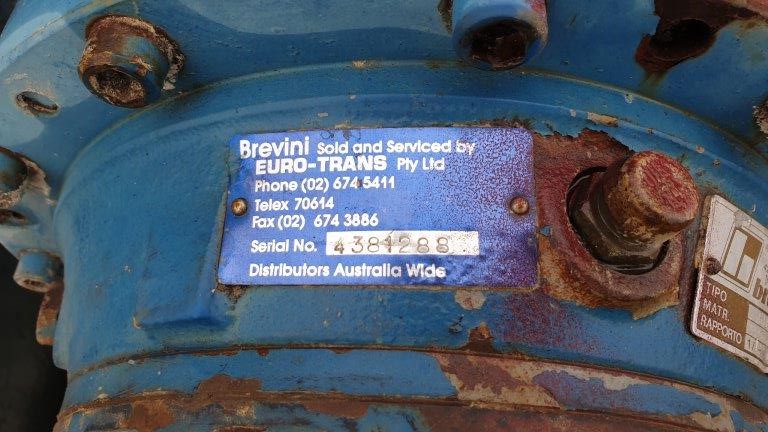 Brevini Sold and Serviced by
EURO-TRANS Pty Ltd
Phone (02) 674 5411
Telex 70614
Fax (02) 674 3886
Serial No. 4381288
Distributors Australia Wide
TIPO
MATR.
RAPPORTO